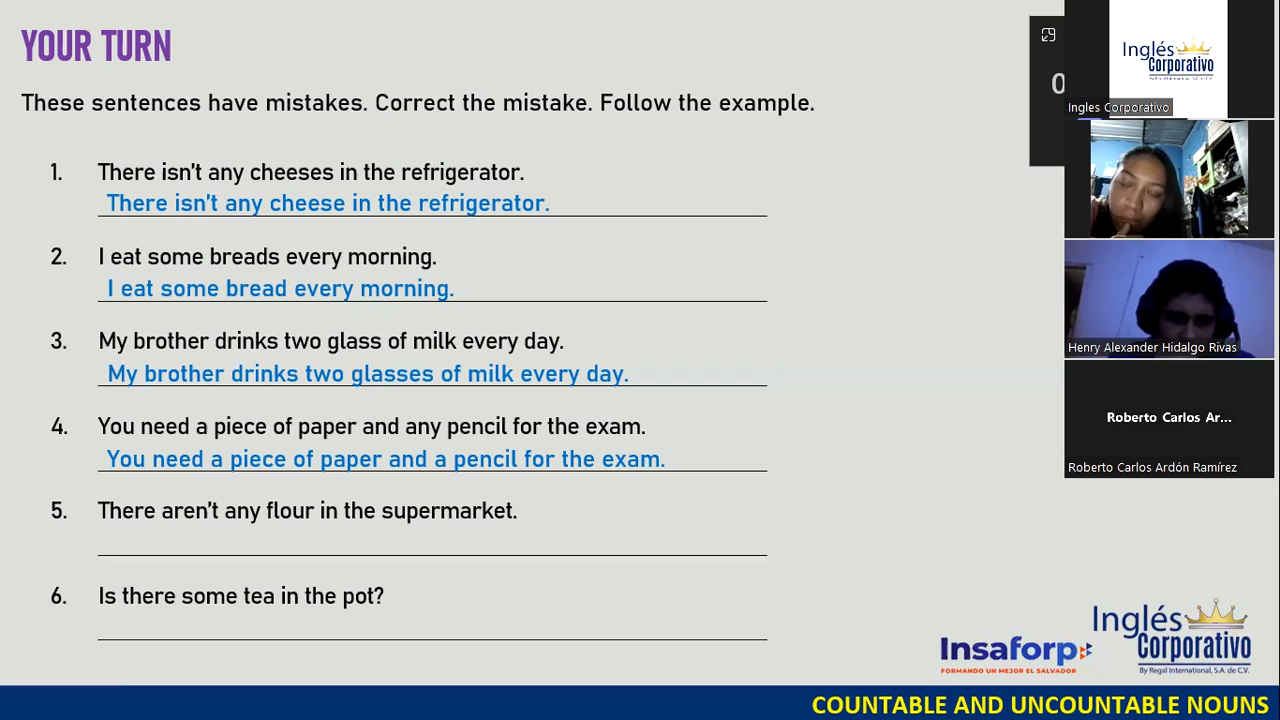 YOUR TURN
These sentences have mistakes. Correct the mistake. Follow the example.
1. There isn't any cheeses in the refrigerator.
There isn't any cheese in the refrigerator.
2. I eat some breads every morning.
I eat some bread every morning.
3. My brother drinks two glass of milk every day.
My brother drinks two glasses of milk every day.
4. You need a piece of paper and any pencil for the exam.
You need a piece of paper and a pencil for the exam.
5. There aren't any flour in the supermarket.
6. Is there some tea in the pot?
0
Inglés
Corporativo
Ingles Corporativo
Henry Alexander Hidalgo Rivas
Roberto Carlos Ar...
Roberto Carlos Ardón Ramírez
Insaforp
FORMANDO UN MEJOR EL SALVADOR
Inglés
Corporativo
By Regal International, S.A. de C.V.
COUNTABLE AND UNCOUNTABLE NOUNS